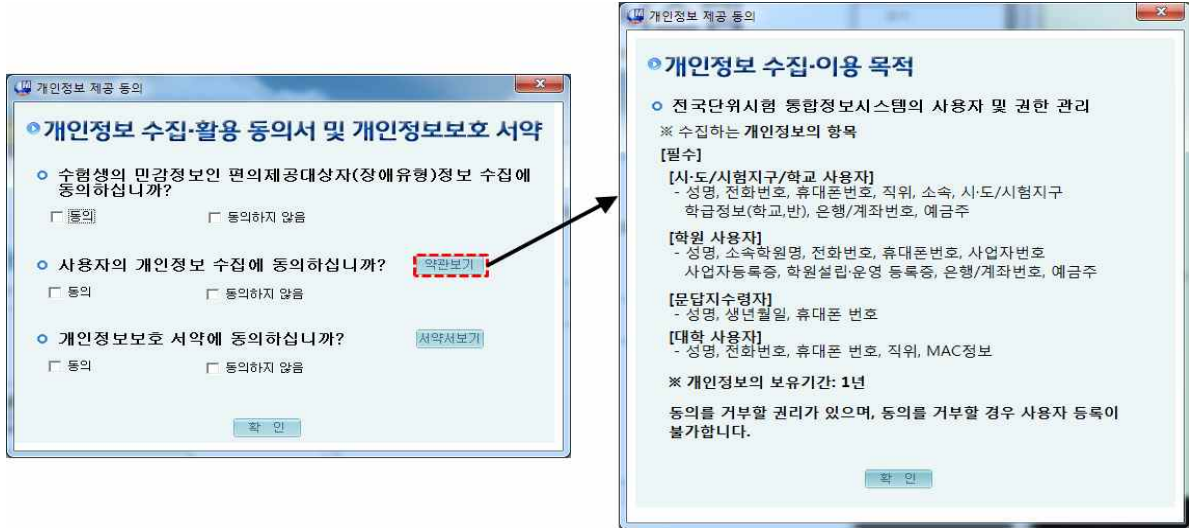 개인정보 제공 동의
개인정보 수집·활용 동의서 및 개인정보보호 서약
수험생의 민감정보인 편의제공대상자(장애유형)정보 수집에
동의하십니까?
동의 동의하지 않음
사용자의 개인정보 수집에 동의하십니까? 약관보기
동의 동의하지 않음
개인정보보호 서약에 동의하십니까? 서약서보기
동의 동의하지 않음
확 인
개인정보 제공 동의
개인정보 수집·이용 목적
전국단위시험 통합정보시스템의 사용자 및 권한 관리
※ 수집하는 개인정보의 항목
[필수]
[시·도/시험지구/학교 사용자]
- 성명, 전화번호, 휴대폰번호, 직위, 소속, 시·도/시험지구
학급정보(학교,반), 은행/계좌번호, 예금주
[학원 사용자]
- 성명, 소속학원명, 전화번호, 휴대폰번호, 사업자번호
사업자등록증, 학원설립·운영 등록증, 은행/계좌번호, 예금주
[문답지수령자]
- 성명, 생년월일, 휴대폰 번호
[대학 사용자]
- 성명, 전화번호, 휴대폰 번호, 직위, MAC정보
※ 개인정보의 보유기간: 1년
동의를 거부할 권리가 있으며, 동의를 거부할 경우 사용자 등록이
불가합니다.
확 인